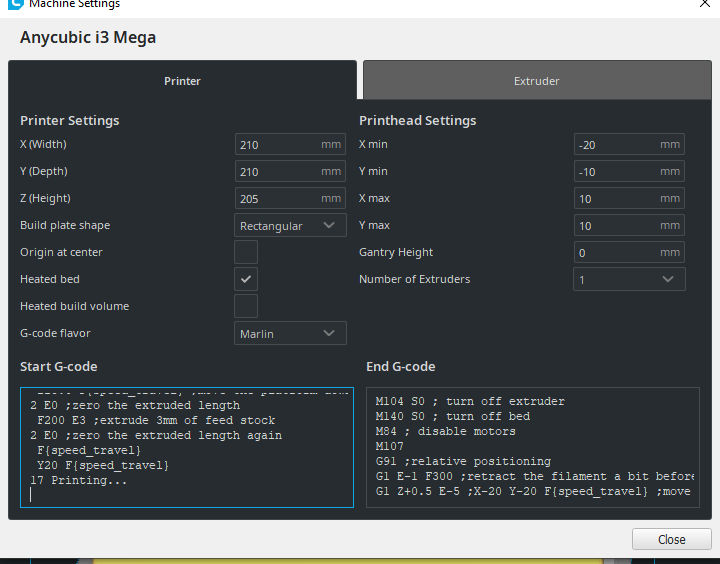 Machine Settings
Anycubic i3 Mega
Printer
Extruder
Printer Settings
X (Width)
210 mm
Y (Depth)
210 mm
Z (Height)
205 mm
Build plate shape
Rectangular
Origin at center
Heated bed
Heated build volume
G-code flavor
Marlin
Printhead Settings
X min
-20 mm
Y min
-10 mm
X max
10 mm
Y max
10 mm
Gantry Height
0 mm
Number of Extruders
1
Start G-code
2 E0 ;zero the extruded length
F200 E3 ;extrude 3mm of feed stock
2 E0 ;zero the extruded length again
F{speed_travel}
Y20 F{speed_travel}
17 Printing...
End G-code
M104 S0 ; turn off extruder
M140 S0 ; turn off bed
M84 ; disable motors
M107
G91 ;relative positioning
G1 E-1 F300 ;retract the filament a bit before
G1 Z+0.5 E-5 ;X-20 Y-20 F{speed_travel} ;move
Close